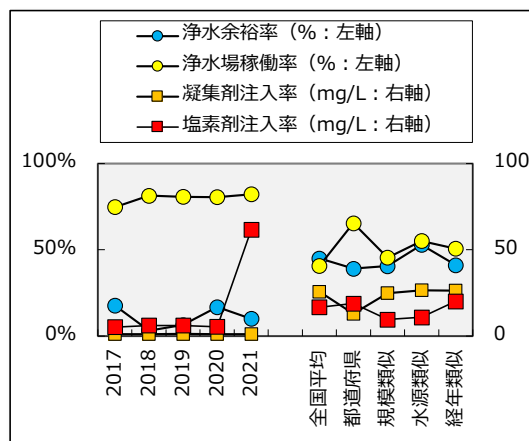 浄水余裕率（%：左軸）
浄水場稼働率（%：左軸）
凝集剤注入率（mg/L：右軸）
塩素剤注入率（mg/L：右軸）
100%
100
50%
50
0%
0
2017
2018
2019
2020
2021
全国平均
都道府県
規模類似
水源類似
経年類似